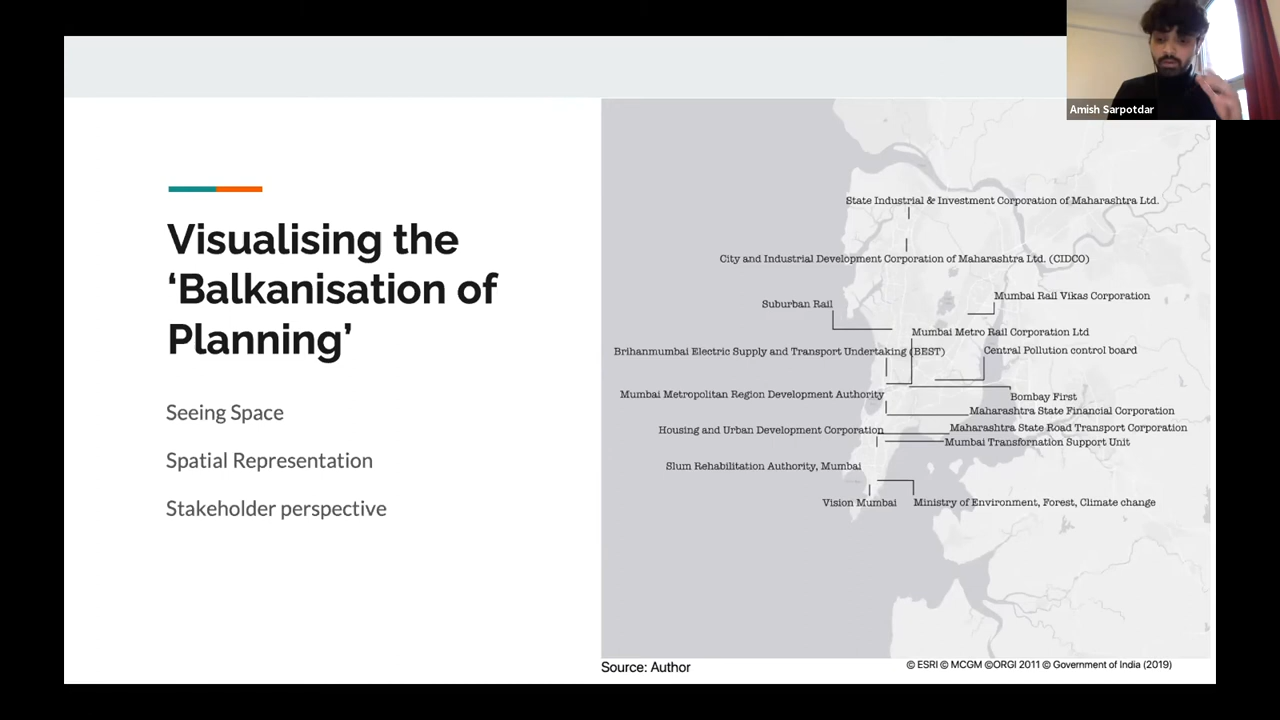 Amish Sarpotdar
Visualising the
‘Balkanisation of
Planning’
Seeing Space
Spatial Representation
Stakeholder perspective
State Industrial & Investment Corporation of Maharashtra Ltd.
City and Industrial Development Corporation of Maharashtra Ltd. (CIDCO)
Mumbai Rail Vikas Corporation
Suburban Rail
Mumbai Metro Rail Corporation Ltd
Brihanmumbai Electric Supply and Transport Undertaking (BEST)
Central Pollution control board
Mumbai Metropolitan Region Development Authority
Bombay First
Maharashtra State Financial Corporation
Housing and Urban Development Corporation
Maharashtra State Road Transport Corporation
Mumbai Transfornation Support Unit
Slum Rehabilitation Authority, Mumbai
Vision Mumbai
Ministry of Environment, Forest, Climate change
Source: Author
© ESRI © MCGM ©ORGI 2011 © Government of India (2019)